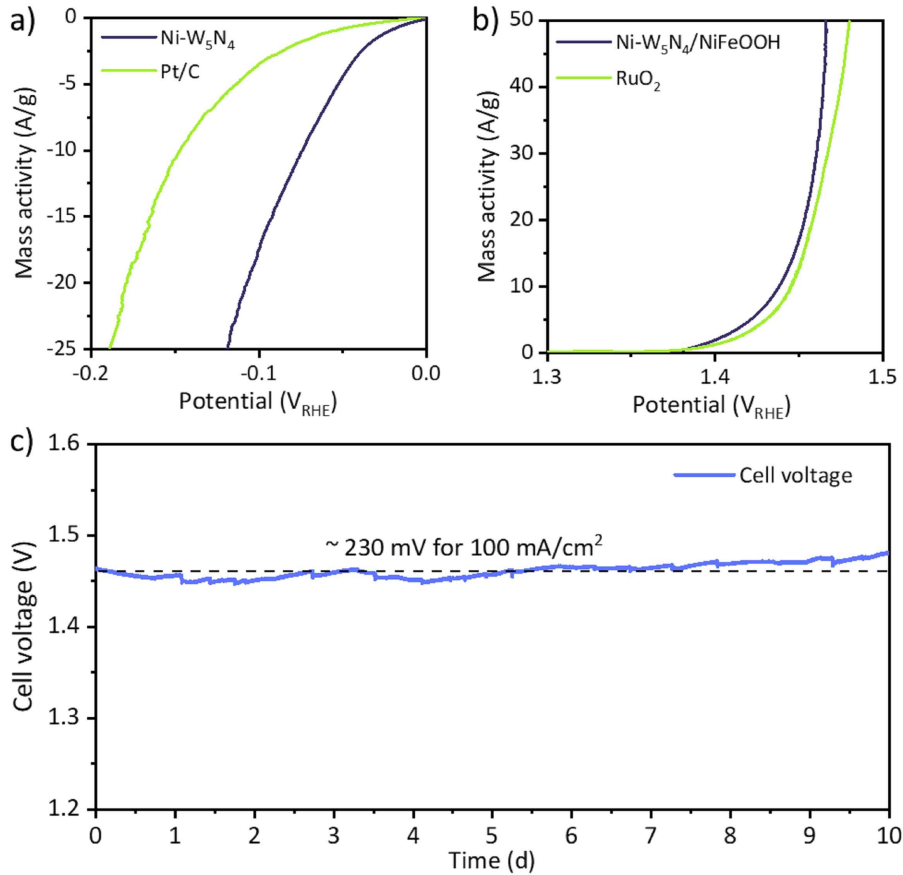 a)
Ni-W₅N₄
Pt/C
Mass activity (A/g)
0
-5
-10
-15
-20
-25
-0.2
-0.1
0.0
Potential (V_RHE)
b)
Ni-W₅N₄/NiFeOOH
RuO₂
Mass activity (A/g)
50
40
30
20
10
0
1.3
1.4
1.5
Potential (V_RHE)
c)
Cell voltage
~ 230 mV for 100 mA/cm²
Cell voltage (V)
1.6
1.5
1.4
1.3
1.2
0 1 2 3 4 5 6 7 8 9 10
Time (d)